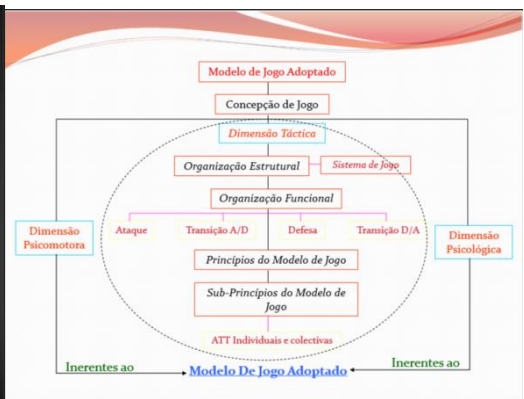 Modelo de Jogo Adoptado
Concepção de Jogo
Dimensão Táctica
Organização Estrutural
Sistema de Jogo
Organização Funcional
Dimensão
Psicomotora
Ataque
Transição A/D
Defesa
Transição D/A
Dimensão
Psicológica
Princípios do Modelo de Jogo
Sub-Princípios do Modelo de
Jogo
ATT Individuais e colectivas
Inerentes ao
Modelo De Jogo Adoptado
Inerentes ao